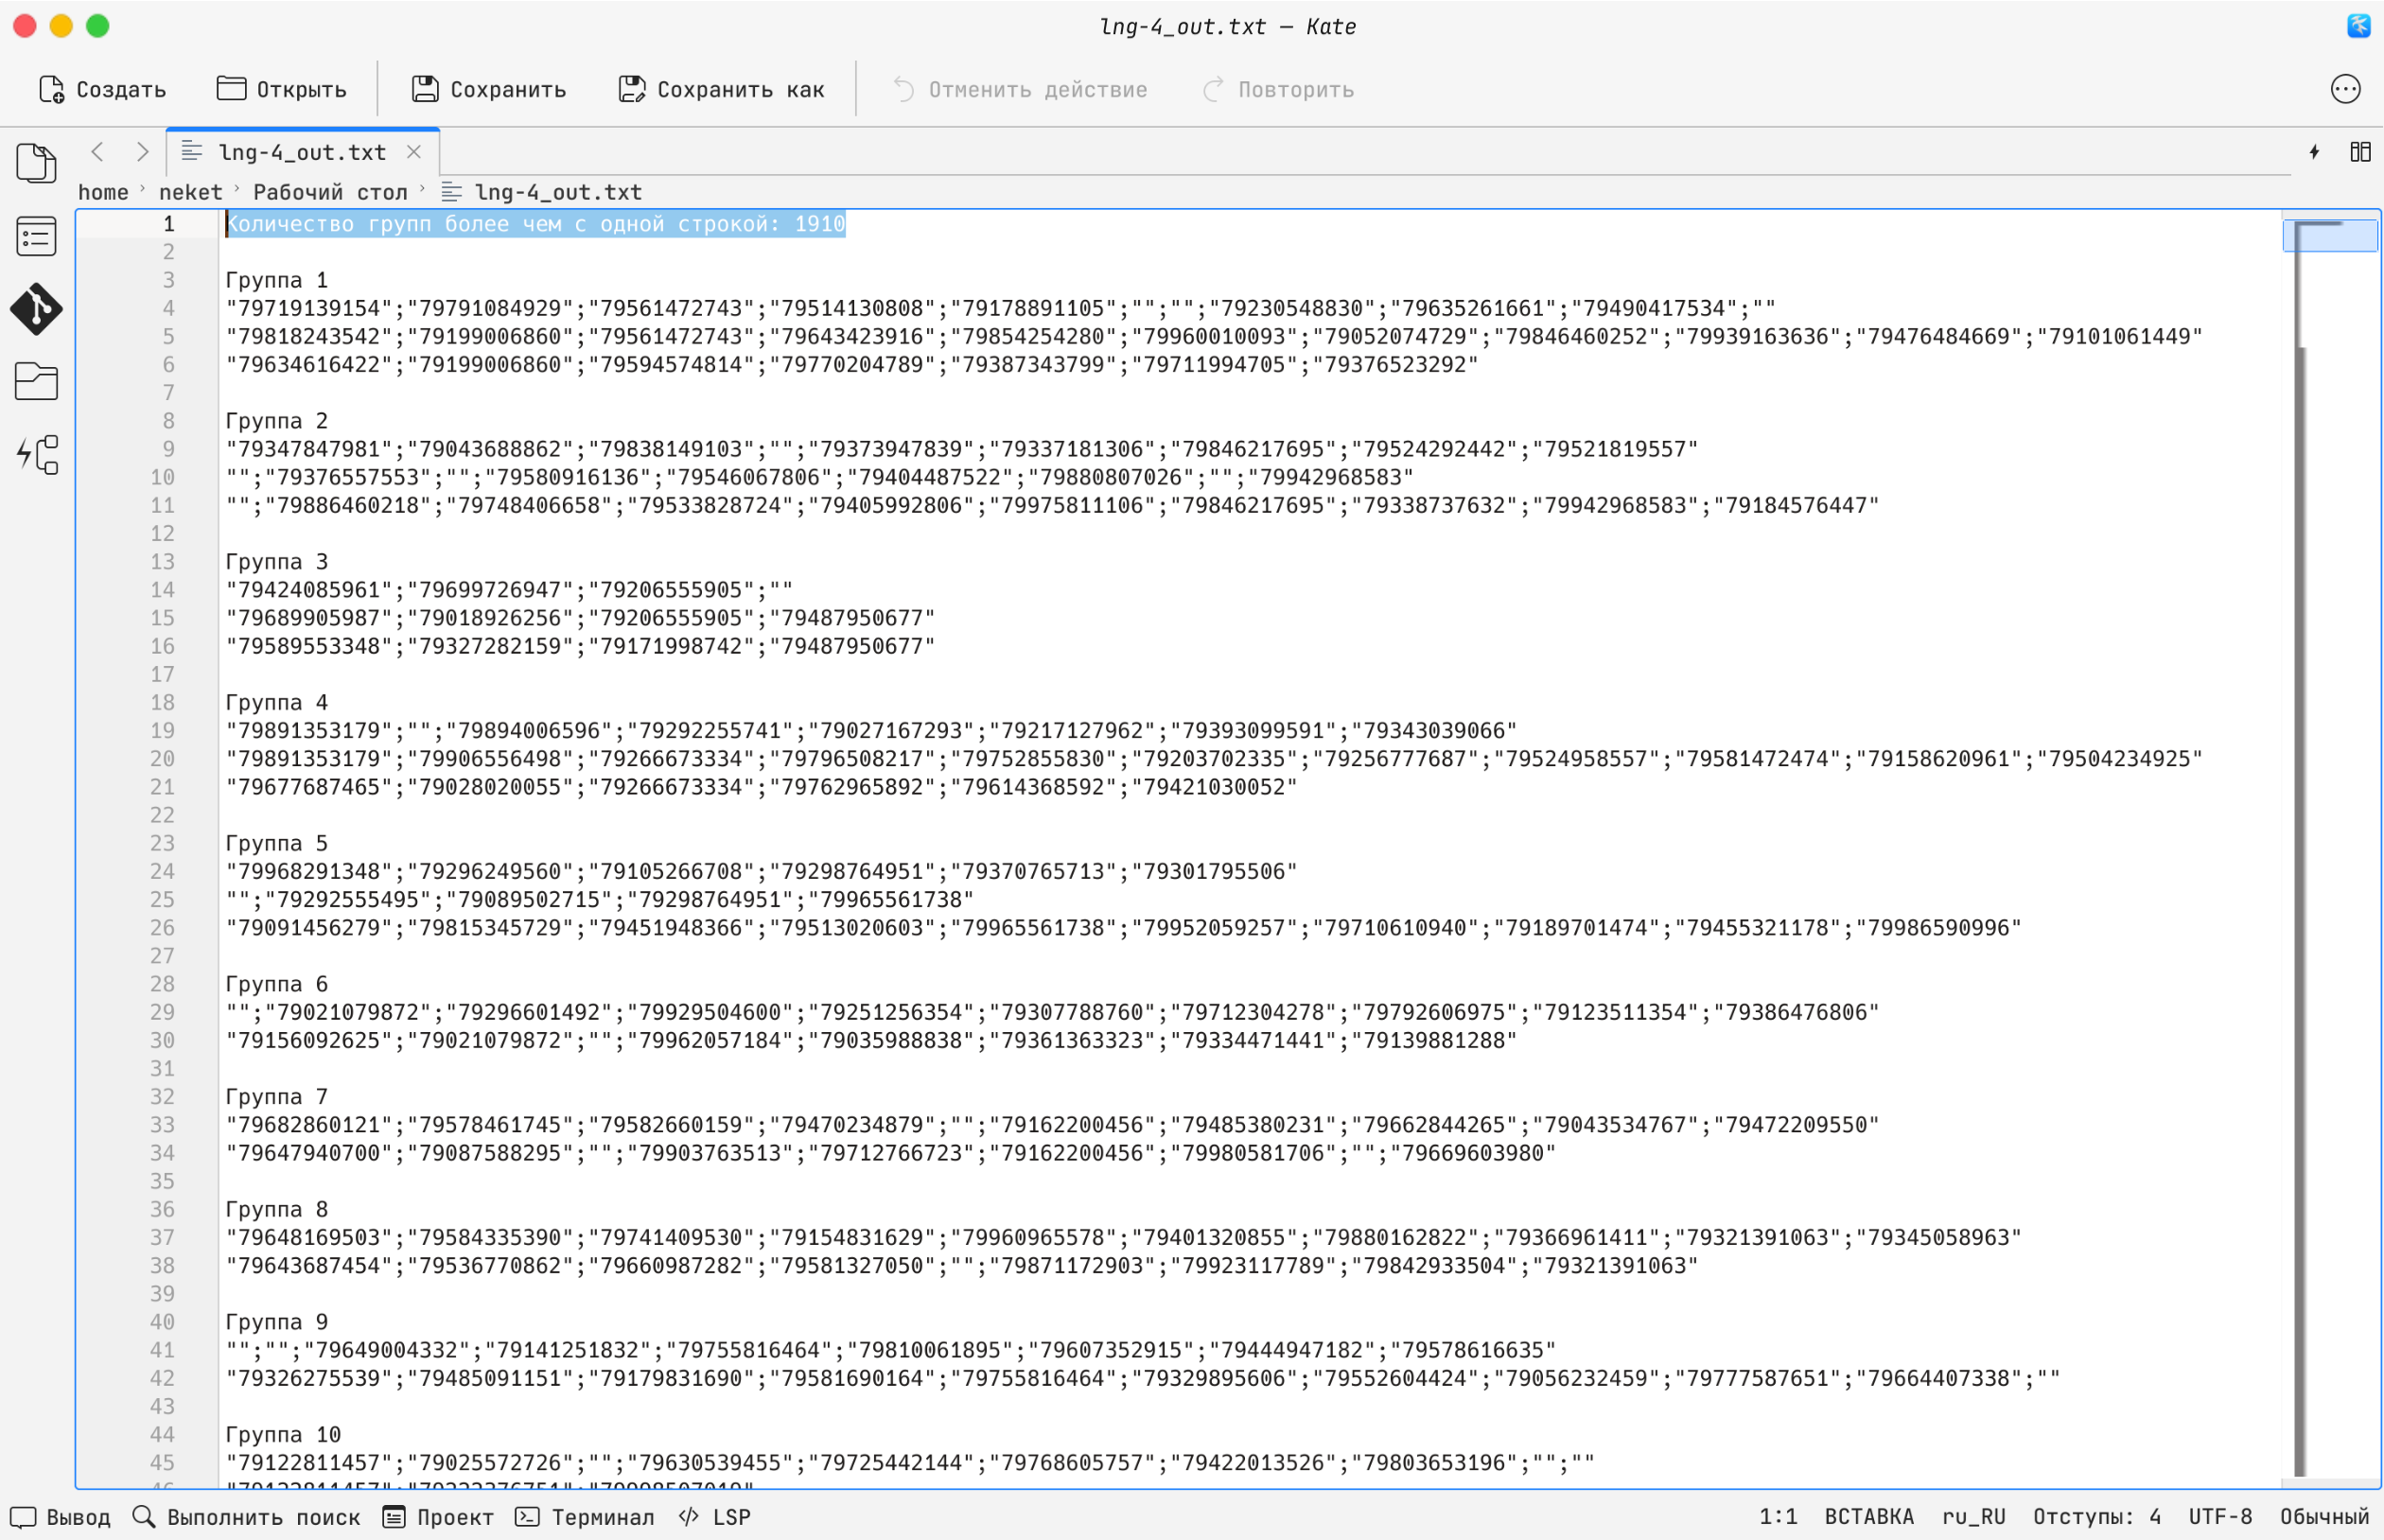 lng-4_out.txt — Kate
Создать Открыть Сохранить Сохранить как Отменить действие Повторить
lng-4_out.txt
home › neket › Рабочий стол › lng-4_out.txt
1 Количество групп более чем с одной строкой: 1910
2
3 Группа 1
4 "79719139154";"79791084929";"79561472743";"79514130808";"79178891105";"";"";"79230548830";"79635261661";"79490417534";""
5 "79818243542";"79199006860";"79561472743";"79643423916";"79854254280";"79960010093";"79052074729";"79846460252";"79939163636";"79476484669";"79101061449"
6 "79634616422";"79199006860";"79594574814";"79770204789";"79387343799";"79711994705";"79376523292"
7
8 Группа 2
9 "79347847981";"79043688862";"79838149103";"";"79373947839";"79337181306";"79846217695";"79524292442";"79521819557"
10 "";"79376557553";"";"79580916136";"79546067806";"79404487522";"79880807026";"";"79942968583"
11 "";"79886460218";"79748406658";"79533828724";"79405992806";"79975811106";"79846217695";"79338737632";"79942968583";"79184576447"
12
13 Группа 3
14 "79424085961";"79699726947";"79206555905";""
15 "79689905987";"79018926256";"79206555905";"79487950677"
16 "79589553348";"79327282159";"79171998742";"79487950677"
17
18 Группа 4
19 "79891353179";"";"79894006596";"79292255741";"79027167293";"79217127962";"79393099591";"79343039066"
20 "79891353179";"79906556498";"79266673334";"79796508217";"79752855830";"79203702335";"79256777687";"79524958557";"79581472474";"79158620961";"79504234925"
21 "79677687465";"79028020055";"79266673334";"79762965892";"79614368592";"79421030052"
22
23 Группа 5
24 "79968291348";"79296249560";"79105266708";"79298764951";"79370765713";"79301795506"
25 "";"79292555495";"79089502715";"79298764951";"79965561738"
26 "79091456279";"79815345729";"79451948366";"79513020603";"79965561738";"79952059257";"79710610940";"79189701474";"79455321178";"79986590996"
27
28 Группа 6
29 "";"79021079872";"79296601492";"79929504600";"79251256354";"79307788760";"79712304278";"79792606975";"79123511354";"79386476806"
30 "79156092625";"79021079872";"";"79962057184";"79035988838";"79361363323";"79334471441";"79139881288"
31
32 Группа 7
33 "79682860121";"79578461745";"79582660159";"79470234879";"";"79162200456";"79485380231";"79662844265";"79043534767";"79472209550"
34 "79647940700";"79087588295";"";"79903763513";"79712766723";"79162200456";"79980581706";"";"79669603980"
35
36 Группа 8
37 "79648169503";"79584335390";"79741409530";"79154831629";"79960965578";"79401320855";"79880162822";"79366961411";"79321391063";"79345058963"
38 "79643687454";"79536770862";"79660987282";"79581327050";"";"79871172903";"79923117789";"79842933504";"79321391063"
39
40 Группа 9
41 "";"";"79649004332";"79141251832";"79755816464";"79810061895";"79607352915";"79444947182";"79578616635"
42 "79326275539";"79485091151";"79179831690";"79581690164";"79755816464";"79329895606";"79552604424";"79056232459";"79777587651";"79664407338";""
43
44 Группа 10
45 "79122811457";"79025572726";"";"79630539455";"79725442144";"79768605757";"79422013526";"79803653196";"";""
Вывод Выполнить поиск Проект Терминал LSP 1:1 ВСТАВКА ru_RU Отступы: 4 UTF-8 Обычный